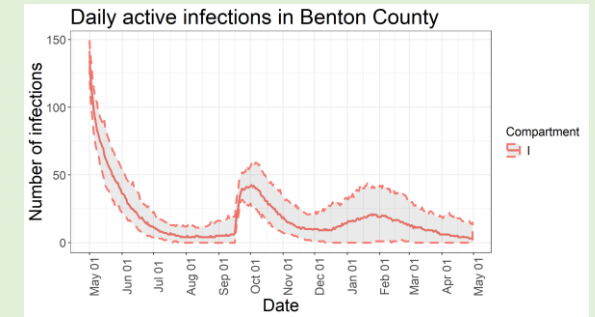 Daily active infections in Benton County
150
100
50
0
Number of infections
May 01
Jun 01
Jul 01
Aug 01
Sep 01
Oct 01
Nov 01
Dec 01
Jan 01
Feb 01
Mar 01
Apr 01
May 01
Date
Compartment
I